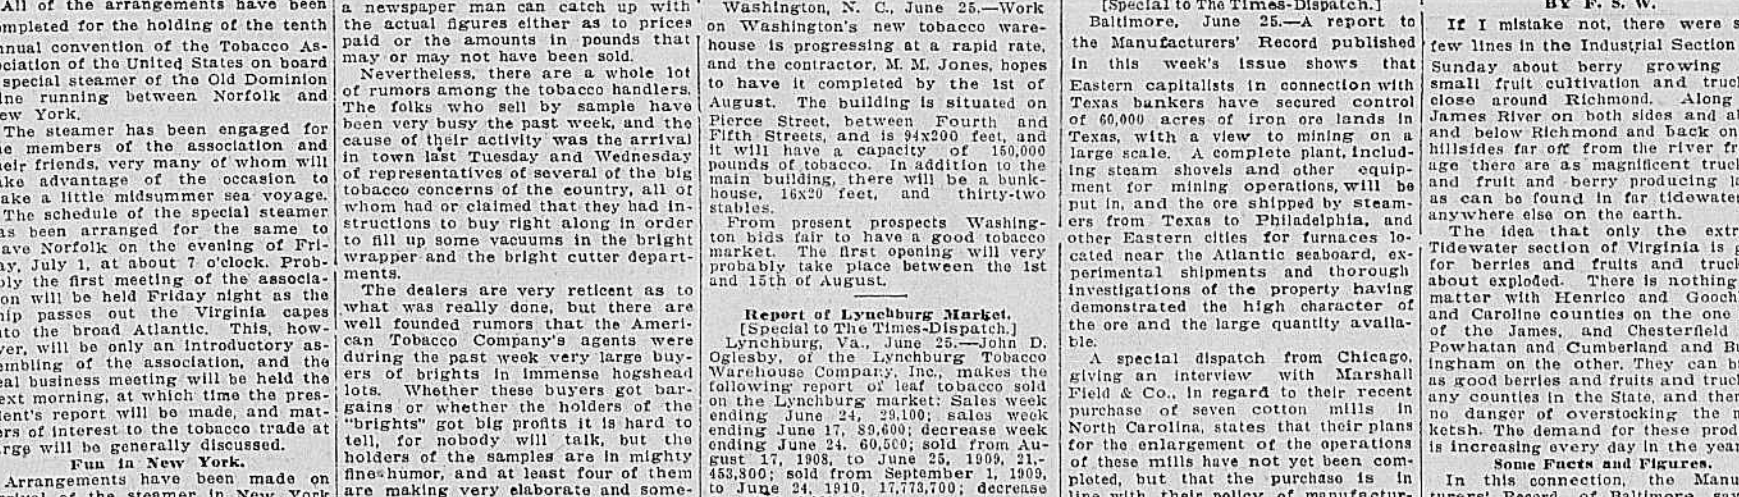 All of the arrangements have been
completed for the holding of the tenth
annual convention of the Tobacco As-
sociation of the United States on board
special steamer of the Old Dominion
line running between Norfolk and
New York.
The steamer has been engaged for
the members of the association and
their friends, very many of whom will
take advantage of the occasion to
take a little midsummer sea voyage.
The schedule of the special steamer
has been arranged for the same to
leave Norfolk on the evening of Fri-
day, July 1, at about 7 o'clock. Prob-
ably the first meeting of the associa-
tion will be held Friday night as the
ship passes out the Virginia capes
into the broad Atlantic. This, how-
ever, will be only an introductory as-
sembling of the association, and the
real business meeting will be held the
next morning, at which time the pres-
ident's report will be made, and mat-
ters of interest to the tobacco trade at
large will be generally discussed.
Fun in New York.
Arrangements have been made on
arrival of the steamer in New York
a newspaper man can catch up with
the actual figures either as to prices
paid or the amounts in pounds that
may or may not have been sold.
Nevertheless, there are a whole lot
of rumors among the tobacco handlers.
The folks who sell by sample have
been very busy the past week, and the
cause of their activity was the arrival
in town last Tuesday and Wednesday
of representatives of several of the big
tobacco concerns of the country, all of
whom had or claimed that they had in-
structions to buy right along in order
to fill up some vacuums in the bright
wrapper and the bright cutter depart-
ments.
The dealers are very reticent as to
what was really done, but there are
well founded rumors that the Ameri-
can Tobacco Company's agents were
during the past week very large buy-
ers of brights in immense hogshead
lots. Whether these buyers got bar-
gains or whether the holders of the
"brights" got big profits it is hard to
tell, for nobody will talk, but the
holders of the samples are in mighty
fine humor, and at least four of them
are making very elaborate and some-
Washington, N. C., June 25.—Work
on Washington's new tobacco ware-
house is progressing at a rapid rate,
and the contractor, M. M. Jones, hopes
to have it completed by the 1st of
August. The building is situated on
Pierce Street, between Fourth and
Fifth Streets, and is 94x200 feet, and
it will have a capacity of 150,000
pounds of tobacco. In addition to the
main building, there will be a bunk-
house, 16x20 feet, and thirty-two
stables.
From present prospects Washing-
ton bids fair to have a good tobacco
market. The first opening will very
probably take place between the 1st
and 15th of August.
Report of Lynchburg Market.
[Special to The Times-Dispatch.]
Lynchburg, Va., June 25.—John D.
Oglesby, of the Lynchburg Tobacco
Warehouse Company, Inc., makes the
following report of leaf tobacco sold
on the Lynchburg market: Sales week
ending June 24, 29,100; sales week
ending June 17, 89,600; decrease week
ending June 24, 60,500; sold from Au-
gust 17, 1908, to June 25, 1909, 21,-
453,800; sold from September 1, 1909,
to June 24, 1910, 17,773,700; decrease
[Special to The Times-Dispatch.]
Baltimore, June 25.—A report to
the Manufacturers' Record published
in this week's issue shows that
Eastern capitalists in connection with
Texas bankers have secured control
of 60,000 acres of iron ore lands in
Texas, with a view to mining on a
large scale. A complete plant, includ-
ing steam shovels and other equip-
ment for mining operations, will be
put in, and the ore shipped by steam-
ers from Texas to Philadelphia, and
other Eastern cities for furnaces lo-
cated near the Atlantic seaboard, ex-
perimental shipments and thorough
investigations of the property having
demonstrated the high character of
the ore and the large quantity availa-
ble.
A special dispatch from Chicago,
giving an interview with Marshall
Field & Co., in regard to their recent
purchase of seven cotton mills in
North Carolina, states that their plans
for the enlargement of the operations
of these mills have not yet been com-
pleted, but that the purchase is in
line with their policy of manufactur-
BY F. S. W.
If I mistake not, there were
few lines in the Industrial Section
Sunday about berry growing
small fruit cultivation and
close around Richmond. Along
James River on both sides and
and below Richmond and back on
hillsides far off from the river
age there are as magnificent
and fruit and berry producing
as can be found in far tidewater
anywhere else on the earth.
The idea that only the
Tidewater section of Virginia is
for berries and fruits and
about exploded. There is nothing
matter with Henrico and
and Caroline counties on the one
of the James, and Chesterfield
Powhatan and Cumberland and
ingham on the other. They can
as good berries and fruits and
any counties in the State, and
no danger of overstocking the
kets. The demand for these
is increasing every day in the
Some Facts and Figures.
In this connection, the
Record of Baltimore